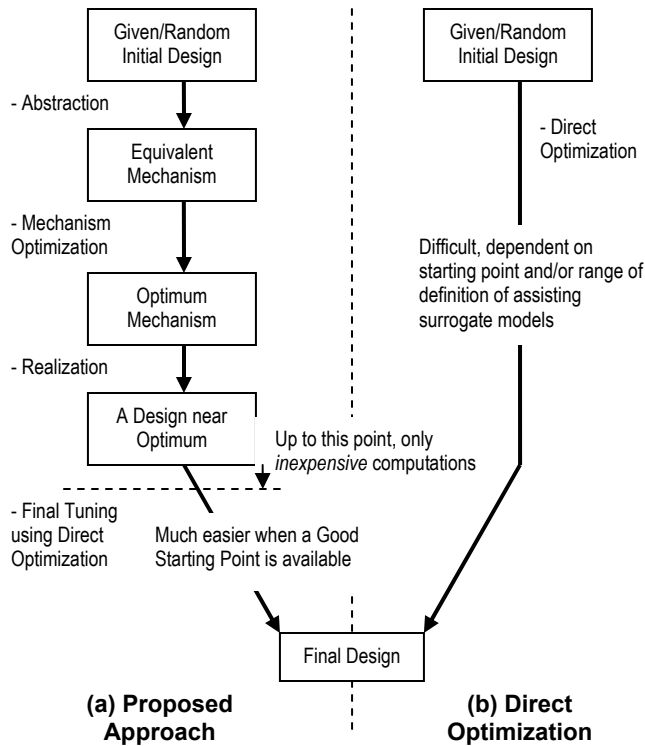 Given/Random
Initial Design
- Abstraction
Equivalent
Mechanism
- Mechanism
Optimization
Optimum
Mechanism
- Realization
A Design near
Optimum
Up to this point, only
inexpensive computations
- Final Tuning
using Direct
Optimization
Much easier when a Good
Starting Point is available
Given/Random
Initial Design
- Direct
Optimization
Difficult, dependent on
starting point and/or range of
definition of assisting
surrogate models
Final Design
(a) Proposed
Approach
(b) Direct
Optimization